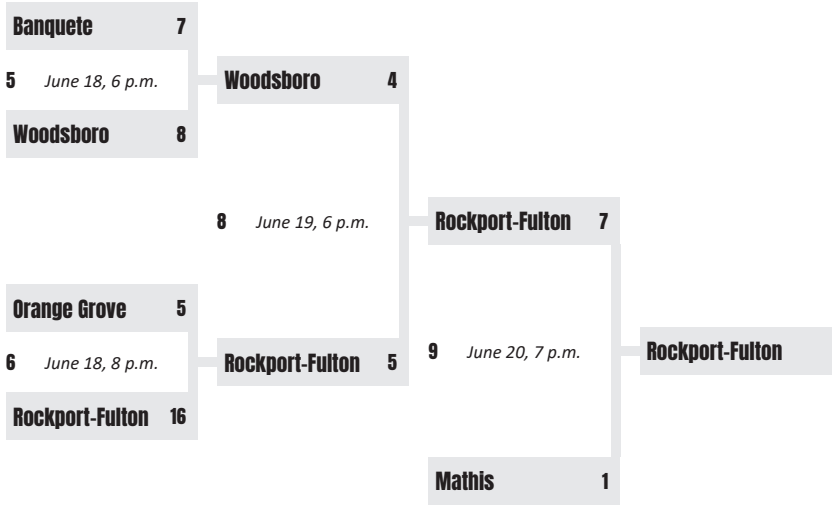 Banquete 7
5 June 18, 6 p.m.
Woodsboro 8
Woodsboro 4
8 June 19, 6 p.m.
Orange Grove 5
6 June 18, 8 p.m.
Rockport-Fulton 16
Rockport-Fulton 5
Rockport-Fulton 7
9 June 20, 7 p.m.
Mathis 1
Rockport-Fulton